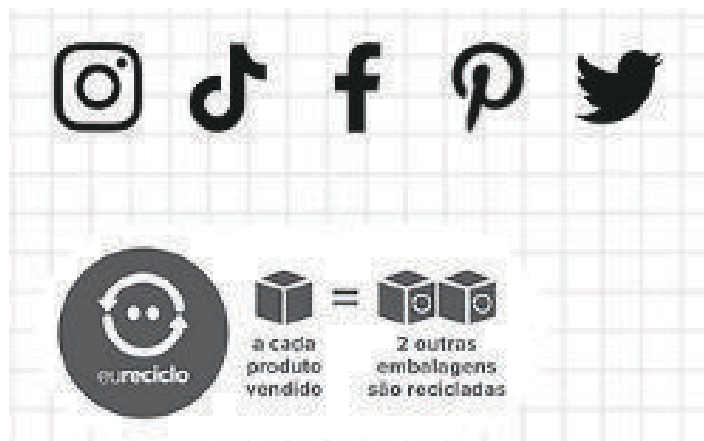 eureciclo
a cada
produto
vendido
=
2 outras
embalagens
são recicladas